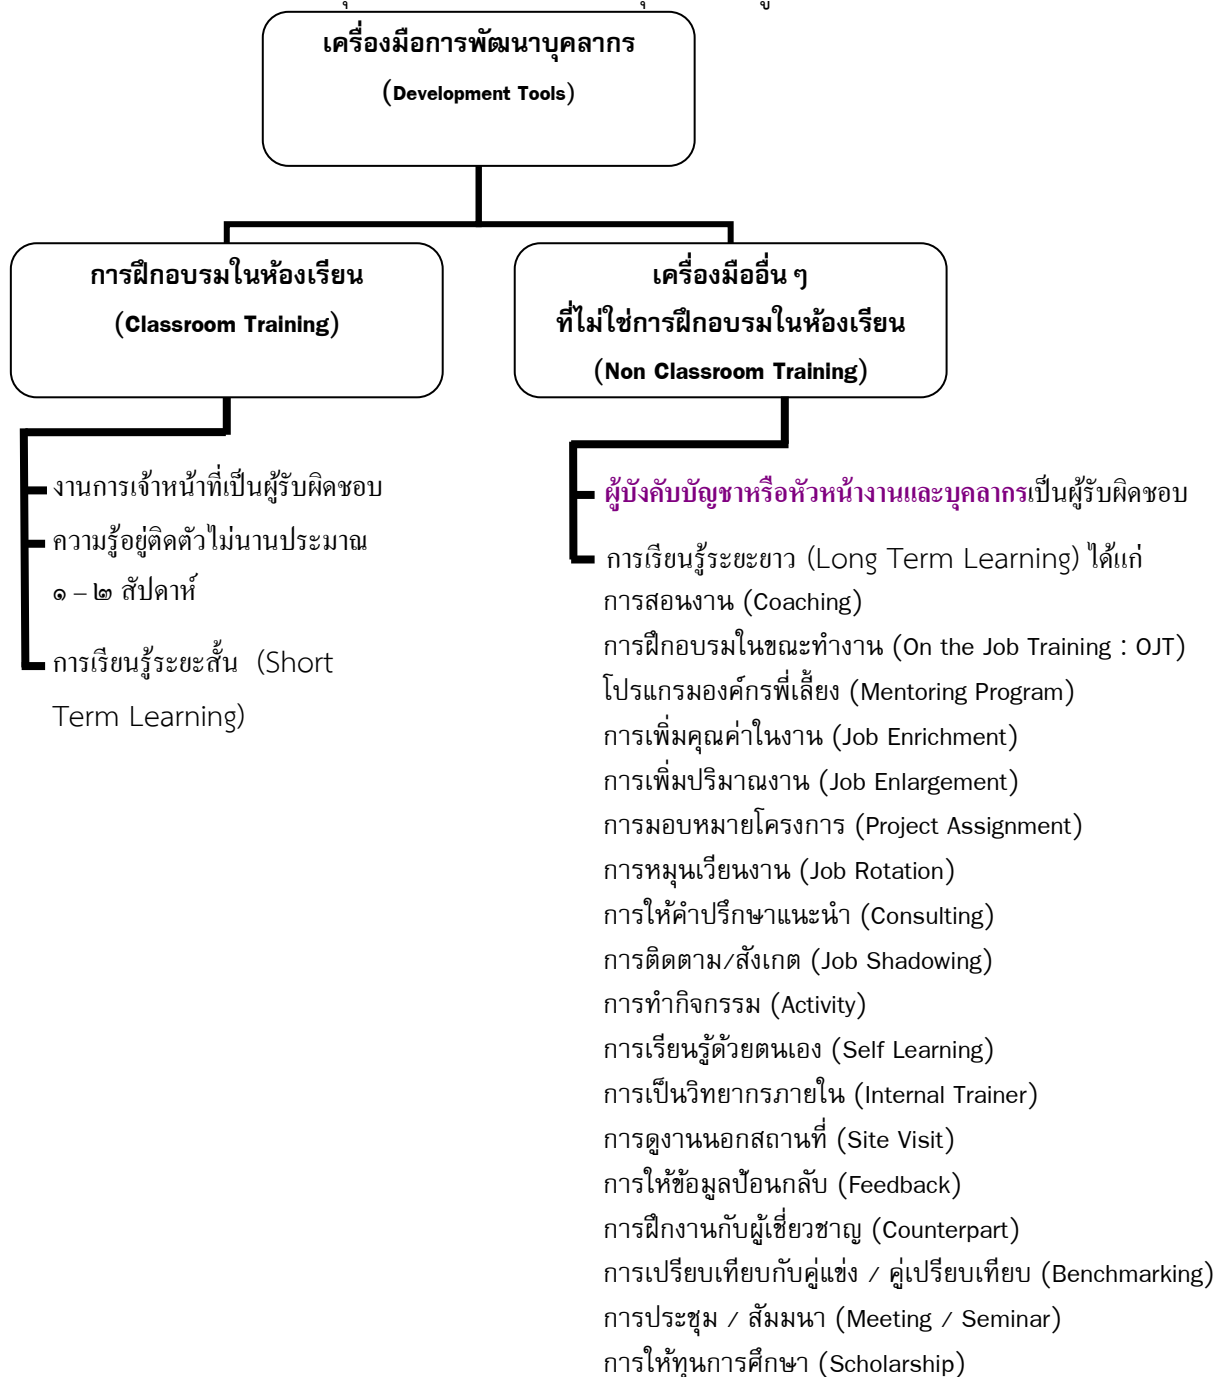 เครื่องมือการพัฒนาบุคลากร
(Development Tools)
การฝึกอบรมในห้องเรียน
(Classroom Training)
งานการเจ้าหน้าที่เป็นผู้รับผิดชอบ
ความรู้อยู่ติดตัวไม่นานประมาณ
๑ – ๒ สัปดาห์
การเรียนรู้ระยะสั้น (Short
Term Learning)
เครื่องมืออื่น ๆ
ที่ไม่ใช่การฝึกอบรมในห้องเรียน
(Non Classroom Training)
ผู้บังคับบัญชาหรือหัวหน้างานและบุคลากรเป็นผู้รับผิดชอบ
การเรียนรู้ระยะยาว (Long Term Learning) ได้แก่
การสอนงาน (Coaching)
การฝึกอบรมในขณะทำงาน (On the Job Training : OJT)
โปรแกรมองค์กรพี่เลี้ยง (Mentoring Program)
การเพิ่มคุณค่าในงาน (Job Enrichment)
การเพิ่มปริมาณงาน (Job Enlargement)
การมอบหมายโครงการ (Project Assignment)
การหมุนเวียนงาน (Job Rotation)
การให้คำปรึกษาแนะนำ (Consulting)
การติดตาม/สังเกต (Job Shadowing)
การทำกิจกรรม (Activity)
การเรียนรู้ด้วยตนเอง (Self Learning)
การเป็นวิทยากรภายใน (Internal Trainer)
การดูงานนอกสถานที่ (Site Visit)
การให้ข้อมูลป้อนกลับ (Feedback)
การฝึกงานกับผู้เชี่ยวชาญ (Counterpart)
การเปรียบเทียบกับคู่แข่ง / คู่เปรียบเทียบ (Benchmarking)
การประชุม / สัมมนา (Meeting / Seminar)
การให้ทุนการศึกษา (Scholarship)